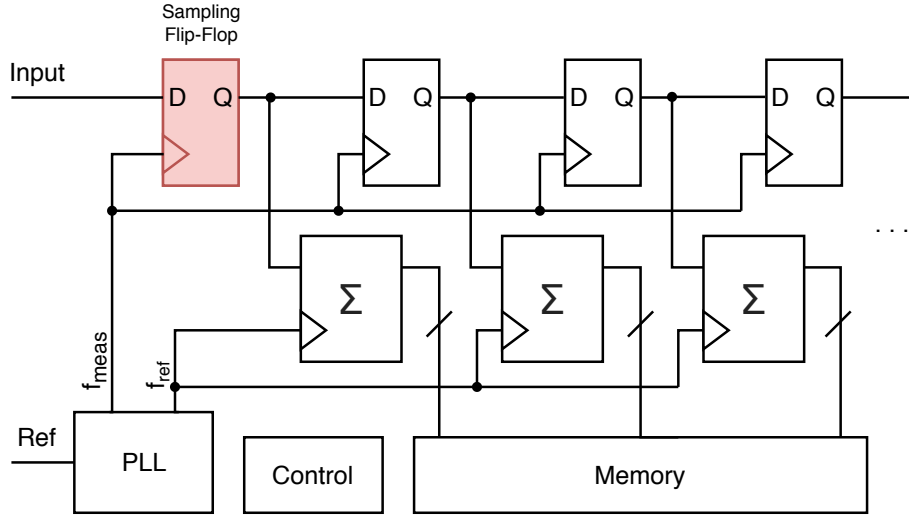 Sampling
Flip-Flop
Input
D Q
D Q
D Q
D Q
. . .
Σ
Σ
Σ
fmeas
fref
Ref
PLL
Control
Memory